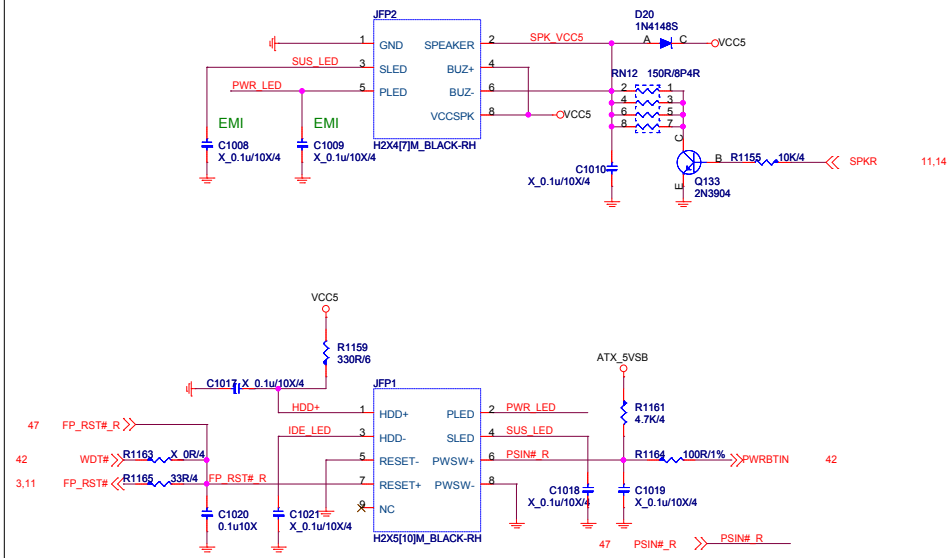 JFP2
D20
1N4148S
1 GND SPEAKER 2 SPK_VCC5 A C VCC5
SUS_LED 3 SLED BUZ+ 4
RN12 150R/8P4R
PWR_LED 5 PLED BUZ- 6 2 1
4 3
VCCSPK 8 VCC5 6 5
8 7
EMI EMI
C1008 C1009
X_0.1u/10X/4 X_0.1u/10X/4
H2X4[7]M_BLACK-RH
C
C1010
X_0.1u/10X/4
B R1155 10K/4 SPKR 11,14
E Q133
2N3904
VCC5
R1159
330R/6
ATX_5VSB
C1017 X_0.1u/10X/4
JFP1
R1161
4.7K/4
HDD+ 1 HDD+ PLED 2 PWR_LED
47 FP_RST#_R
IDE_LED 3 HDD- SLED 4 SUS_LED
42 WDT# R1163 X_0R/4 5 RESET- PWSW+ 6 PSIN#_R R1164 100R/1% PWRBTIN 42
3,11 FP_RST# R1165 33R/4 FP_RST#_R 7 RESET+ PWSW- 8
9 NC
C1020
0.1u10X
C1021
X_0.1u/10X/4
C1018
X_0.1u/10X/4
C1019
X_0.1u/10X/4
H2X5[10]M_BLACK-RH
47 PSIN#_R PSIN#_R